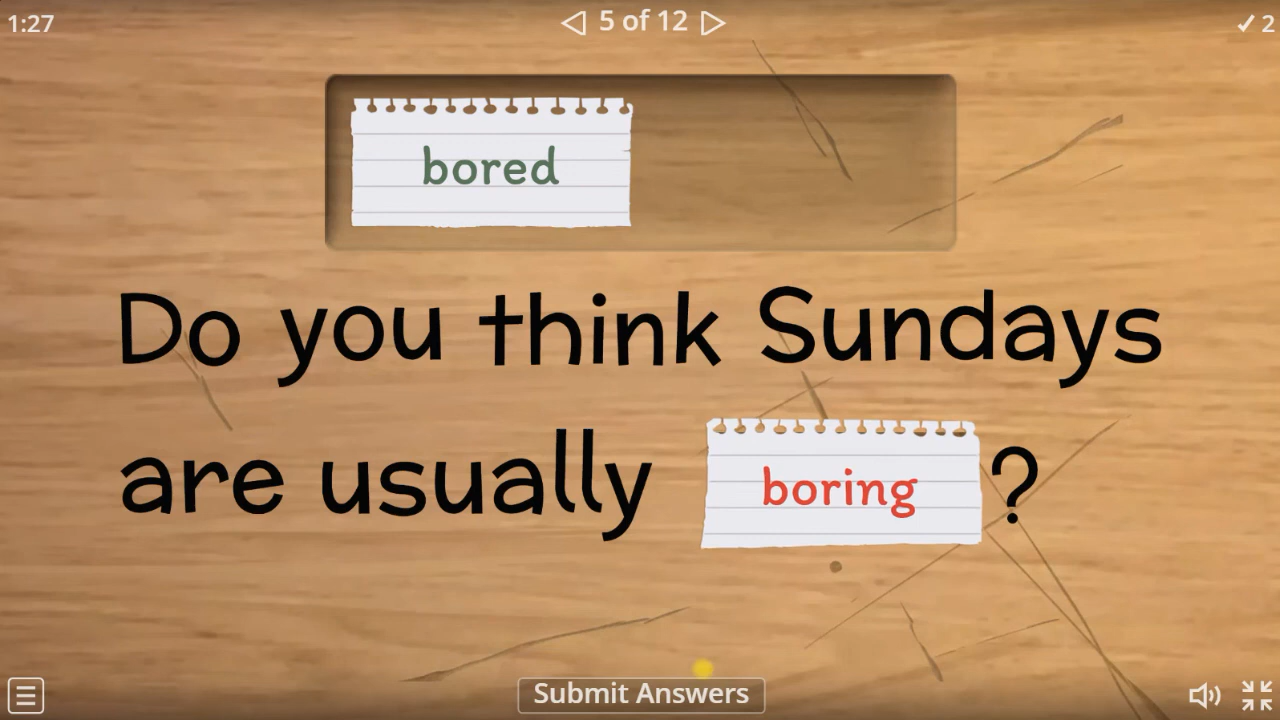 1:27
5 of 12
✓ 2
bored
Do you think Sundays
are usually boring ?
Submit Answers